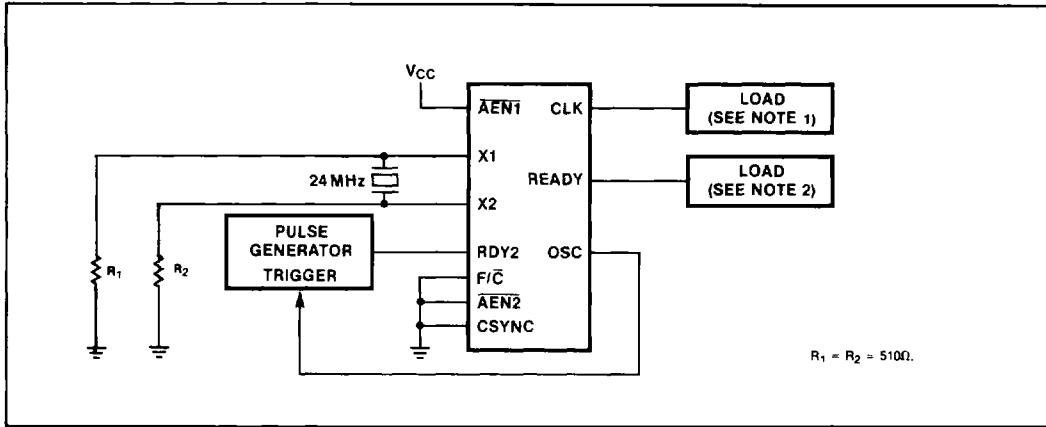 VCC
AEN1 CLK
LOAD
(SEE NOTE 1)
X1
24 MHz
READY
LOAD
(SEE NOTE 2)
X2
PULSE
GENERATOR
TRIGGER
RDY2 OSC
R1
R2
F/C
AEN2
CSYNC
R1 = R2 = 510Ω.